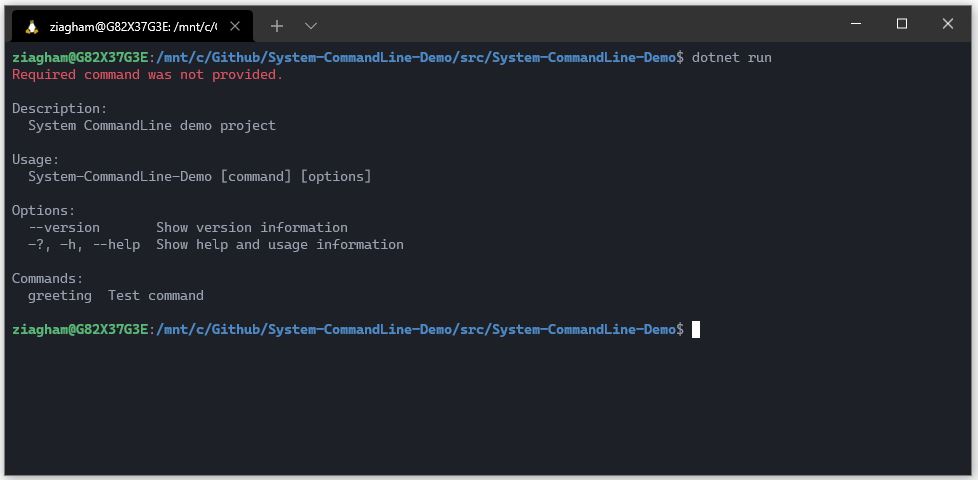 ziagham@G82X37G3E: /mnt/c/G
ziagham@G82X37G3E:/mnt/c/Github/System-CommandLine-Demo/src/System-CommandLine-Demo$ dotnet run
Required command was not provided.
Description:
  System CommandLine demo project
Usage:
  System-CommandLine-Demo [command] [options]
Options:
  --version       Show version information
  -?, -h, --help  Show help and usage information
Commands:
  greeting  Test command
ziagham@G82X37G3E:/mnt/c/Github/System-CommandLine-Demo/src/System-CommandLine-Demo$